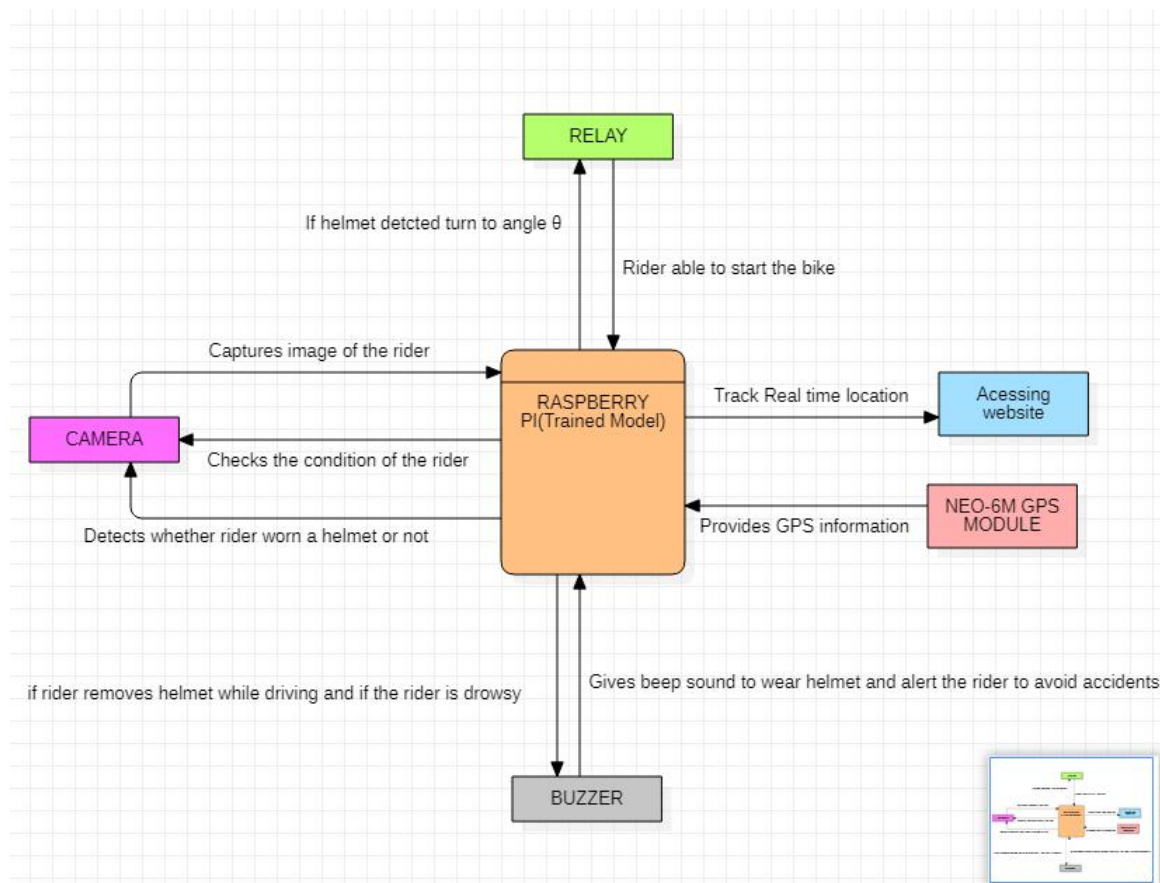 RELAY
If helmet detcted turn to angle θ
Rider able to start the bike
Captures image of the rider
RASPBERRY
PI(Trained Model)
Track Real time location
Acessing
website
CAMERA
Checks the condition of the rider
NEO-6M GPS
MODULE
Provides GPS information
Detects whether rider worn a helmet or not
Gives beep sound to wear helmet and alert the rider to avoid accidents
if rider removes helmet while driving and if the rider is drowsy
BUZZER